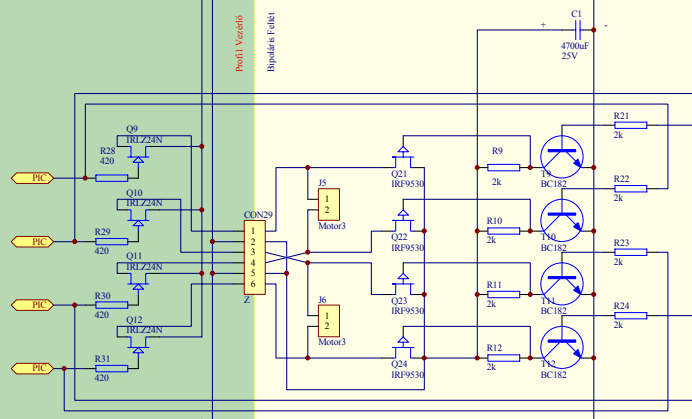 Profi1 Vezérlő
Bipoláris Feltét
C1
+
-
4700uF
25V
Q9
IRLZ24N
R28
420
PIC
Q10
IRLZ24N
R29
420
PIC
Q11
IRLZ24N
R30
420
PIC
Q12
IRLZ24N
R31
420
PIC
CON29
1
2
3
4
5
6
Z
J5
1
2
Motor3
J6
1
2
Motor3
Q21
IRF9530
Q22
IRF9530
Q23
IRF9530
Q24
IRF9530
R9
2k
R10
2k
R11
2k
R12
2k
T9
BC182
T10
BC182
T11
BC182
T12
BC182
R21
2k
R22
2k
R23
2k
R24
2k